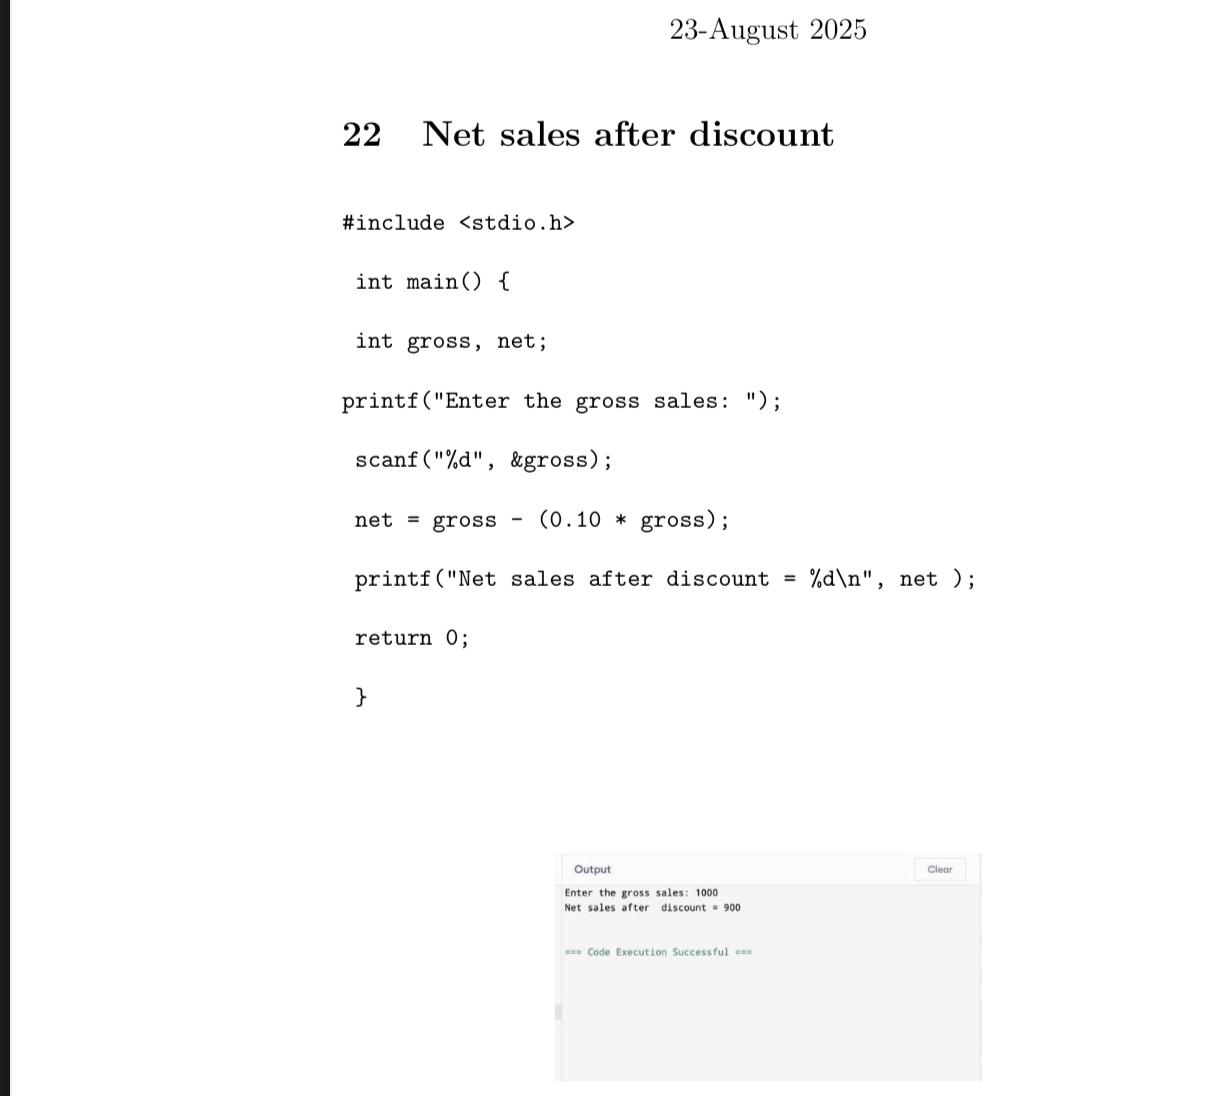 23-August 2025
22 Net sales after discount
#include <stdio.h>
int main() {
int gross, net;
printf("Enter the gross sales: ");
scanf("%d", &gross);
net = gross - (0.10 * gross);
printf("Net sales after discount = %d\n", net );
return 0;
}
Output Clear
Enter the gross sales: 1000
Net sales after  discount = 900
=== Code Execution Successful ===